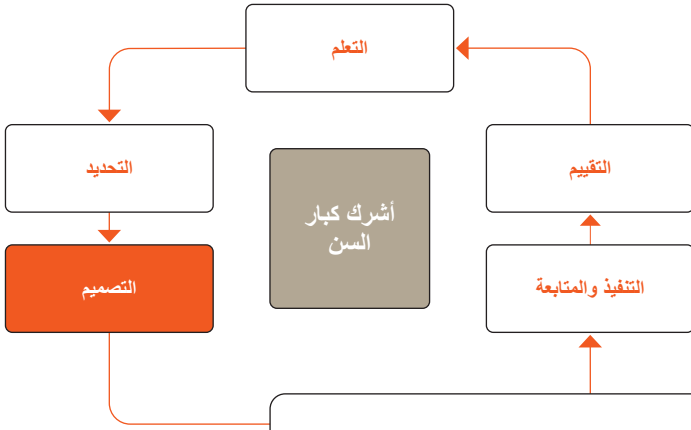 التعلم
التحديد
التقييم
أشرك كبار
السن
التصميم
التنفيذ والمتابعة